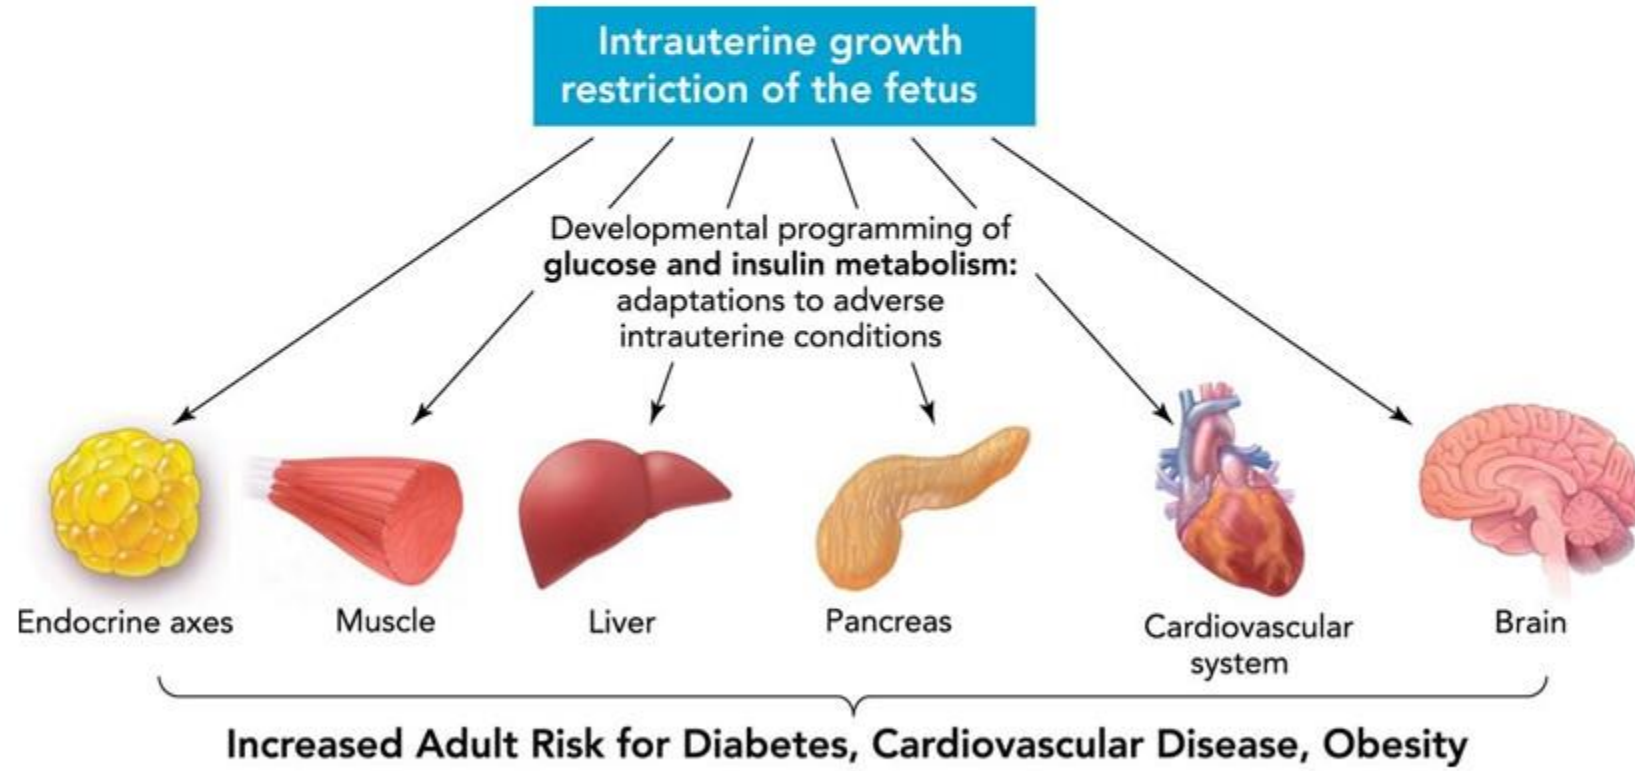 Intrauterine growth
restriction of the fetus
Developmental programming of
glucose and insulin metabolism:
adaptations to adverse
intrauterine conditions
Endocrine axes
Muscle
Liver
Pancreas
Cardiovascular
system
Brain
Increased Adult Risk for Diabetes, Cardiovascular Disease, Obesity